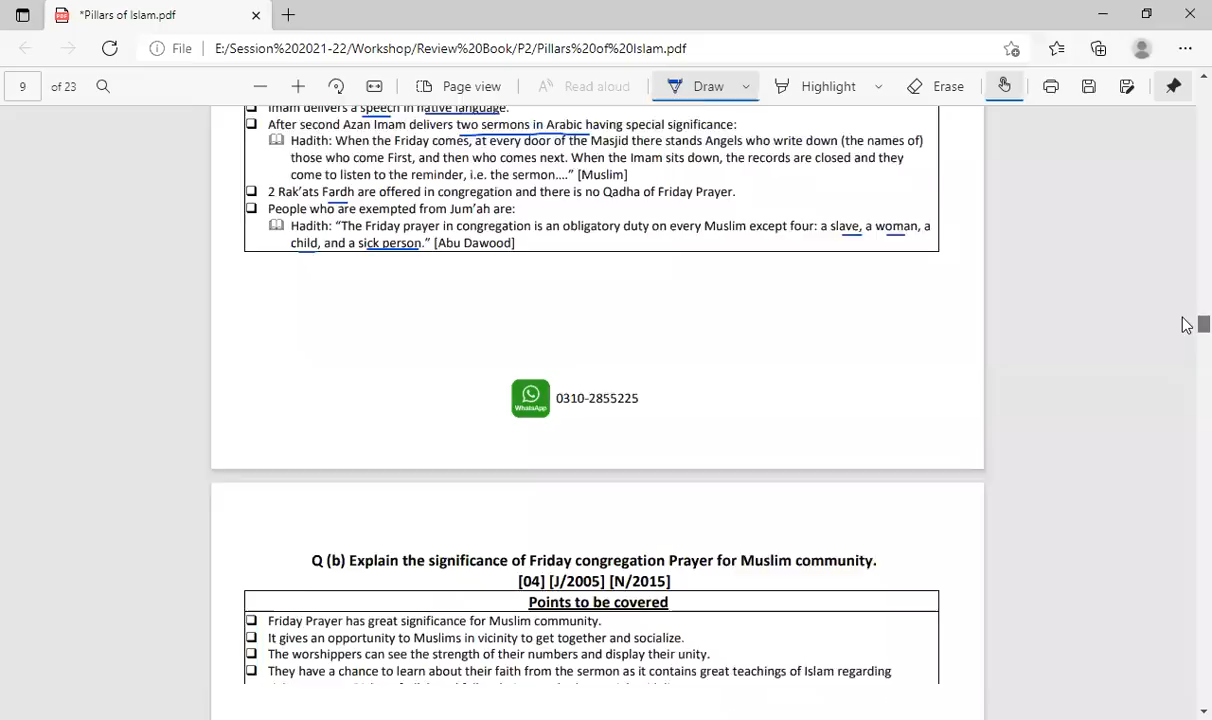 *Pillars of Islam.pdf
File E:/Session%202021-22/Workshop/Review%20Book/P2/Pillars%20of%20Islam.pdf
9 of 23 Page view Read aloud Draw Highlight Erase
Imam delivers a speech in native language.
After second Azan Imam delivers two sermons in Arabic having special significance:
Hadith: When the Friday comes, at every door of the Masjid there stands Angels who write down (the names of)
those who come First, and then who comes next. When the Imam sits down, the records are closed and they
come to listen to the reminder, i.e. the sermon....” [Muslim]
2 Rak’ats Fardh are offered in congregation and there is no Qadha of Friday Prayer.
People who are exempted from Jum’ah are:
Hadith: “The Friday prayer in congregation is an obligatory duty on every Muslim except four: a slave, a woman, a
child, and a sick person.” [Abu Dawood]
WhatsApp 0310-2855225
Q (b) Explain the significance of Friday congregation Prayer for Muslim community.
[04] [J/2005] [N/2015]
Points to be covered
Friday Prayer has great significance for Muslim community.
It gives an opportunity to Muslims in vicinity to get together and socialize.
The worshippers can see the strength of their numbers and display their unity.
They have a chance to learn about their faith from the sermon as it contains great teachings of Islam regarding